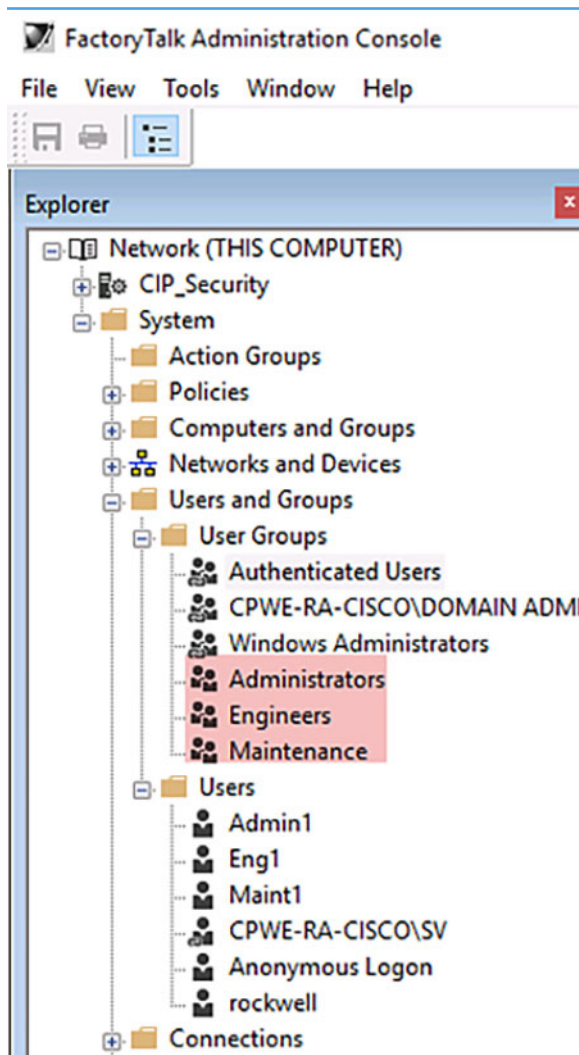 FactoryTalk Administration Console
File View Tools Window Help
Explorer
Network (THIS COMPUTER)
CIP_Security
System
Action Groups
Policies
Computers and Groups
Networks and Devices
Users and Groups
User Groups
Authenticated Users
CPWE-RA-CISCO\DOMAIN ADMI
Windows Administrators
Administrators
Engineers
Maintenance
Users
Admin1
Eng1
Maint1
CPWE-RA-CISCO\SV
Anonymous Logon
rockwell
Connections